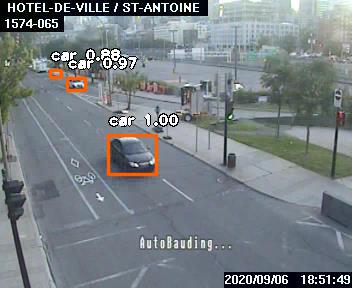 HOTEL-DE-VILLE / ST-ANTOINE
1574-065
car 0.88
car 0.97
car 1.00
AutoBauding...
2020/09/06 18:51:49